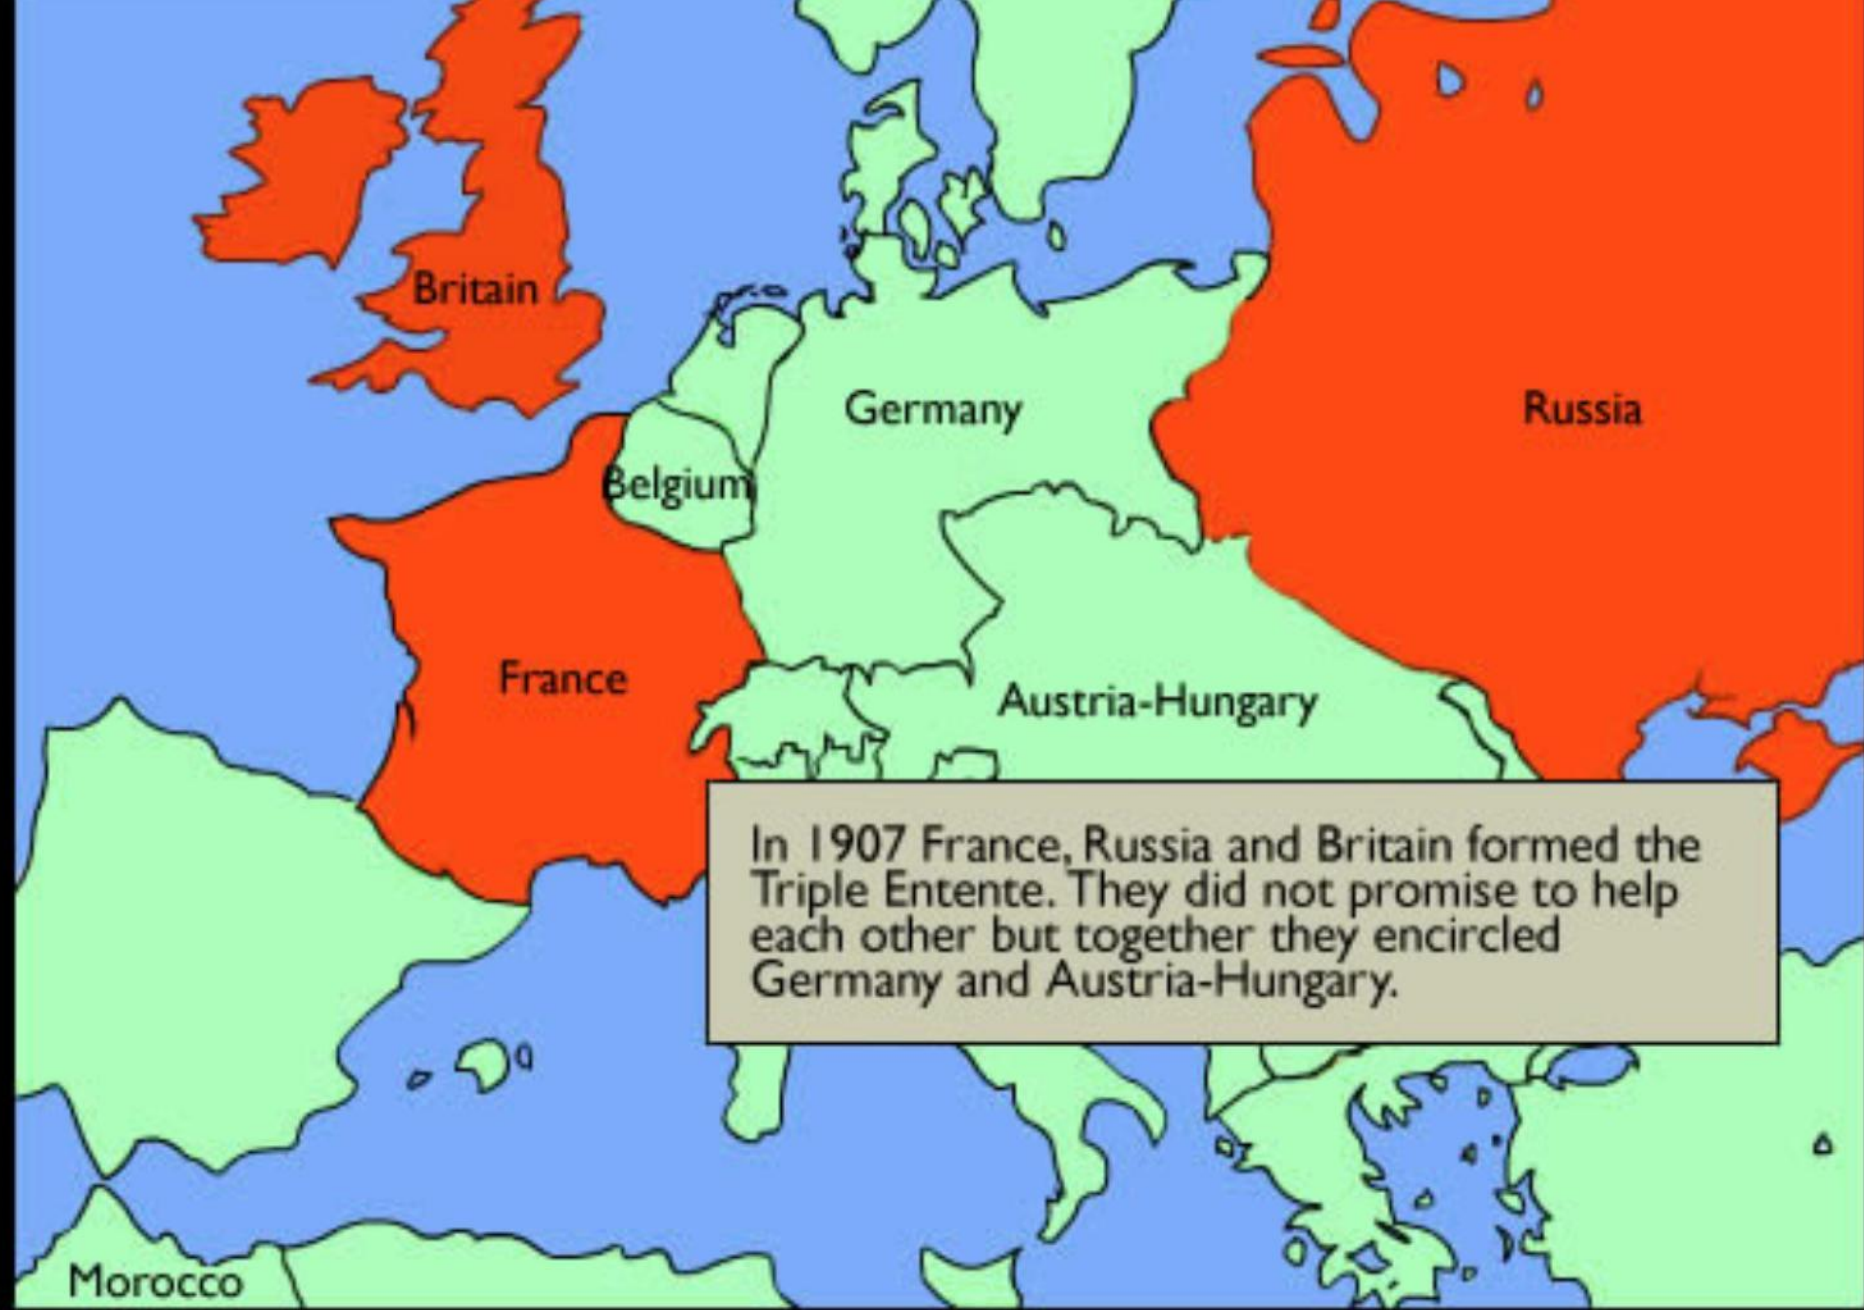 Britain
Germany
Russia
Belgium
France
Austria-Hungary
In 1907 France, Russia and Britain formed the
Triple Entente. They did not promise to help
each other but together they encircled
Germany and Austria-Hungary.
Morocco